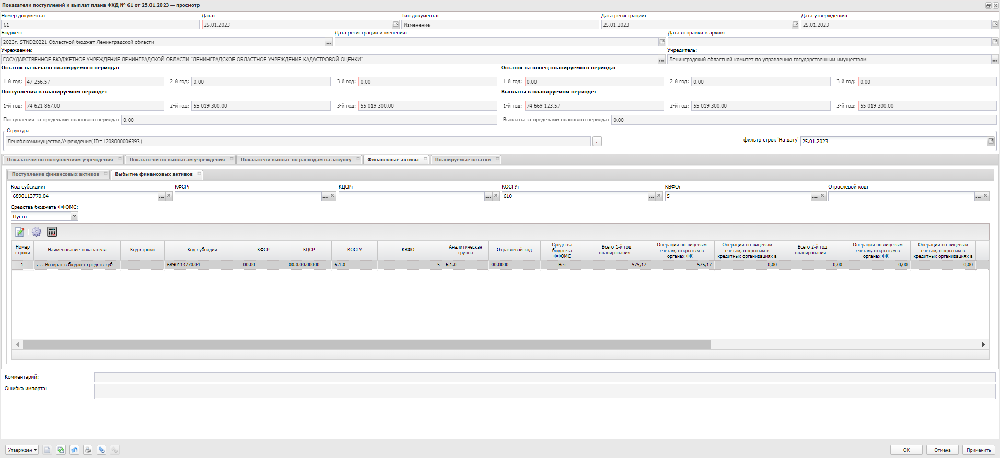 Показатели поступлений и выплат плана ФХД № 61 от 25.01.2023 — просмотр
Номер документа: Дата: Тип документа: Дата регистрации: Дата утверждения:
61 25.01.2023 Изменение 25.01.2023 25.01.2023
Бюджет: Дата регистрации изменения: Дата отправки в архив:
2023г. STND20221 Областной бюджет Ленинградской области
Учреждение: Учредитель:
ГОСУДАРСТВЕННОЕ БЮДЖЕТНОЕ УЧРЕЖДЕНИЕ ЛЕНИНГРАДСКОЙ ОБЛАСТИ "ЛЕНИНГРАДСКОЕ ОБЛАСТНОЕ УЧРЕЖДЕНИЕ КАДАСТРОВОЙ ОЦЕНКИ" Ленинградский областной комитет по управлению государственным имуществом
Остаток на начало планируемого периода: Остаток на конец планируемого периода:
1-й год: 47 256,57 2-й год: 0,00 3-й год: 0,00 1-й год: 0,00 2-й год: 0,00 3-й год: 0,00
Поступления в планируемом периоде: Выплаты в планируемом периоде:
1-й год: 74 621 867,00 2-й год: 55 019 300,00 3-й год: 55 019 300,00 1-й год: 74 669 123,57 2-й год: 55 019 300,00 3-й год: 55 019 300,00
Поступления за пределами планового периода: 0,00 Выплаты за пределами планового периода: 0,00
Структура
Леноблкомимущество,Учреждение(ID=1208000006393) ... фильтр строк 'На дату' 25.01.2023
Показатели по поступлениям учреждения Показатели по выплатам учреждения Показатели выплат по расходам на закупку Финансовые активы Планируемые остатки
Поступление финансовых активов Выбытие финансовых активов
Код субсидии: КФСР: КЦСР: КОСГУ: КВФО: Отраслевой код:
6890113770.04 610 5
Средства бюджета ФФОМС:
Пусто
Номер строки Наименование показателя Код строки Код субсидии КФСР КЦСР КОСГУ КВФО Аналитическая группа Отраслевой код Средства бюджета ФФОМС Всего 1-й год планирования Операции по лицевым счетам, открытым в органах ФК Операции по лицевым счетам, открытым в кредитных организациях в Всего 2-й год планирования Операции по лицевым счетам, открытым в органах ФК Операции по лицевым счетам, открытым в кредитных организациях в
1 ... Возврат в бюджет средств суб... 6890113770.04 00.00 00.0.00.00000 6.1.0 5 6.1.0 00.0000 Нет 575,17 575,17 0,00 0,00 0,00 0,00
Комментарий:
Ошибка импорта:
Утвержден OK Отмена Применить